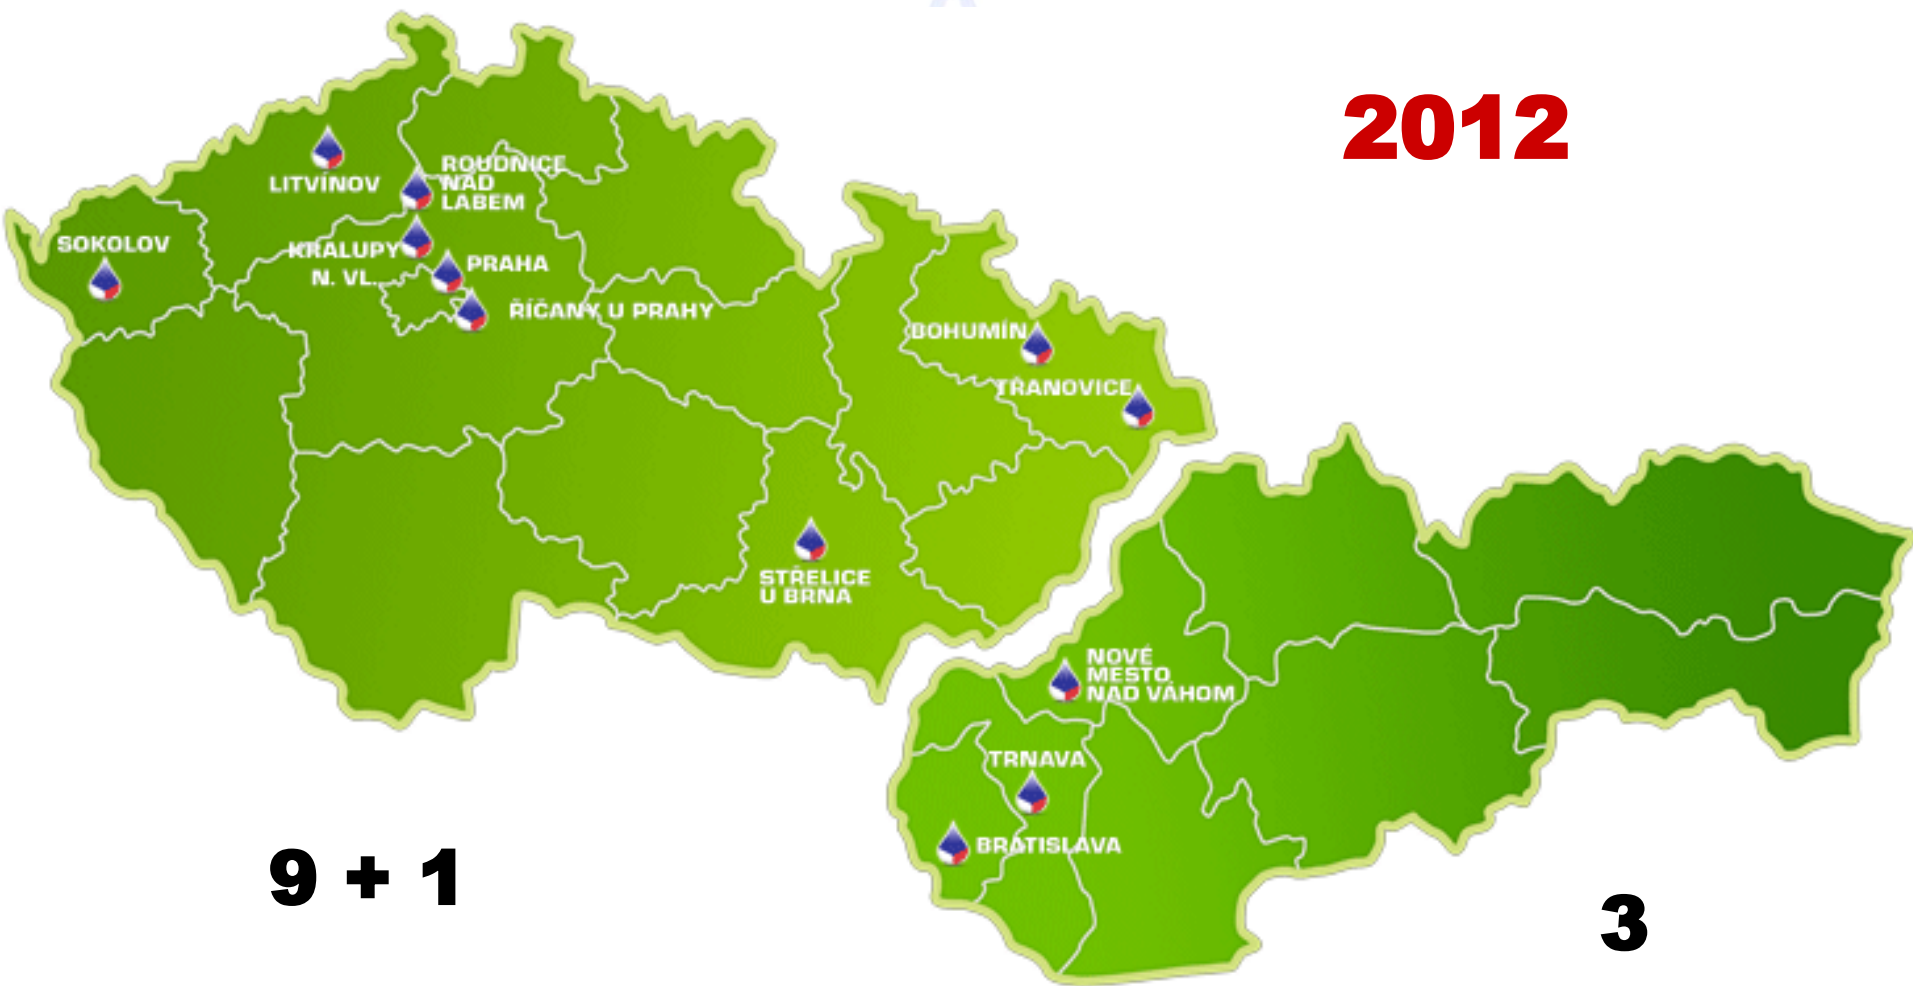 2012
LITVÍNOV
ROUDNICE
NAD
LABEM
SOKOLOV
KRALUPY
N. VL.
PRAHA
ŘÍČANY U PRAHY
BOHUMÍN
TŘANOVICE
STŘELICE
U BRNA
NOVÉ
MESTO
NAD VÁHOM
TRNAVA
BRATISLAVA
9 + 1
3